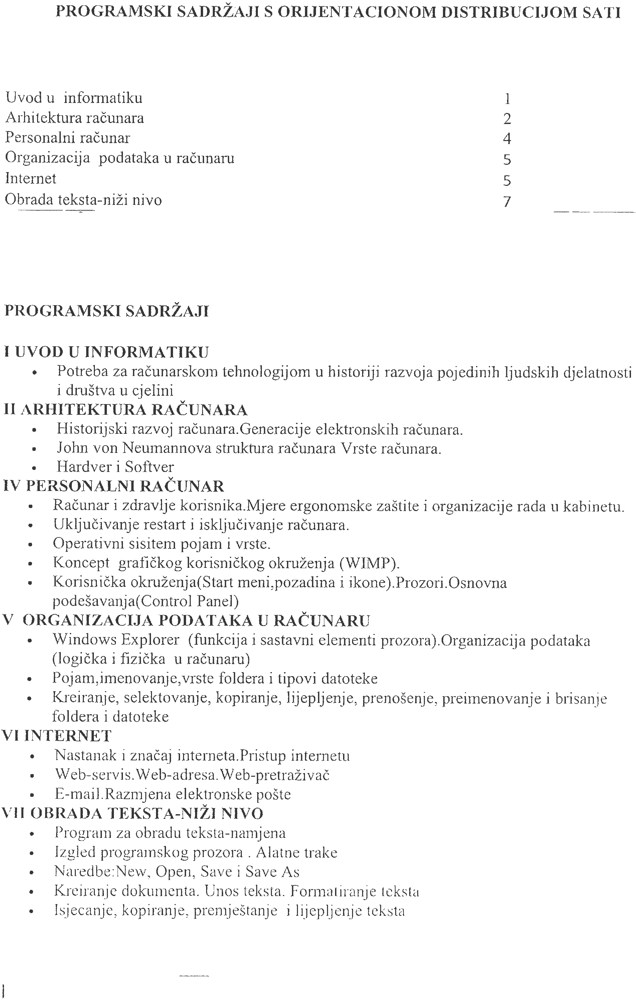 PROGRAMSKI SADRŽAJI S ORIJENTACIONOM DISTRIBUCIJOM SATI
Uvod u informatiku 1
Arhitektura računara 2
Personalni računar 4
Organizacija podataka u računaru 5
Internet 5
Obrada teksta-niži nivo 7
PROGRAMSKI SADRŽAJI
I UVOD U INFORMATIKU
• Potreba za računarskom tehnologijom u historiji razvoja pojedinih ljudskih djelatnosti
i društva u cjelini
II ARHITEKTURA RAČUNARA
• Historijski razvoj računara.Generacije elektronskih računara.
• John von Neumannova struktura računara Vrste računara.
• Hardver i Softver
IV PERSONALNI RAČUNAR
• Računar i zdravlje korisnika.Mjere ergonomske zaštite i organizacije rada u kabinetu.
• Uključivanje restart i isključivanje računara.
• Operativni sisitem pojam i vrste.
• Koncept grafičkog korisničkog okruženja (WIMP).
• Korisnička okruženja(Start meni,pozadina i ikone).Prozori.Osnovna
podešavanja(Control Panel)
V ORGANIZACIJA PODATAKA U RAČUNARU
• Windows Explorer (funkcija i sastavni elementi prozora).Organizacija podataka
(logička i fizička u računaru)
• Pojam,imenovanje,vrste foldera i tipovi datoteke
• Kreiranje, selektovanje, kopiranje, lijepljenje, prenošenje, preimenovanje i brisanje
foldera i datoteke
VI INTERNET
• Nastanak i značaj interneta.Pristup internetu
• Web-servis.Web-adresa.Web-pretraživač
• E-mail.Razmjena elektronske pošte
VII OBRADA TEKSTA-NIŽI NIVO
• Program za obradu teksta-namjena
• Izgled programskog prozora . Alatne trake
• Naredbe:New, Open, Save i Save As
• Kreiranje dokumenta. Unos teksta. Formatiranje teksta
• Isjecanje, kopiranje, premještanje i lijepljenje teksta